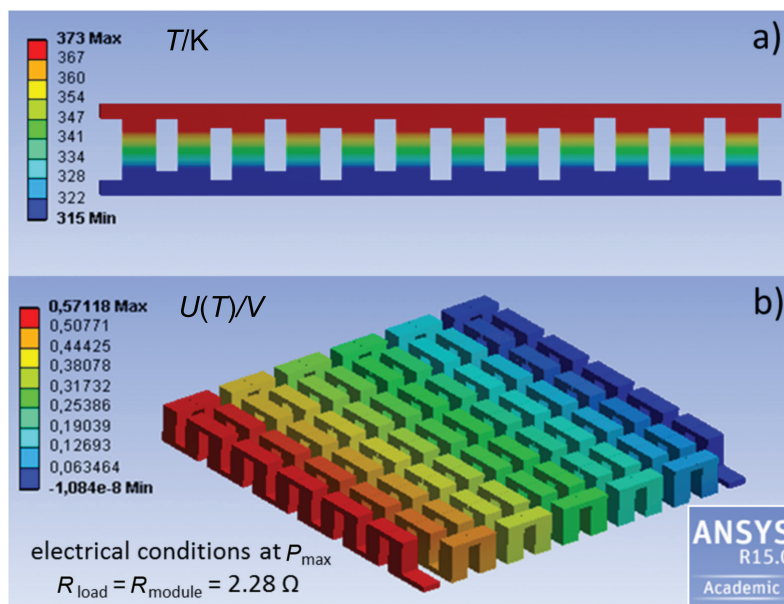 373 Max
T/K
a)
367
360
354
347
341
334
328
322
315 Min
0,57118 Max
U(T)/V
b)
0,50771
0,44425
0,38078
0,31732
0,25386
0,19039
0,12693
0,063464
-1,084e-8 Min
electrical conditions at Pmax
Rload = Rmodule = 2.28 Ω
ANSYS
R15.0
Academic